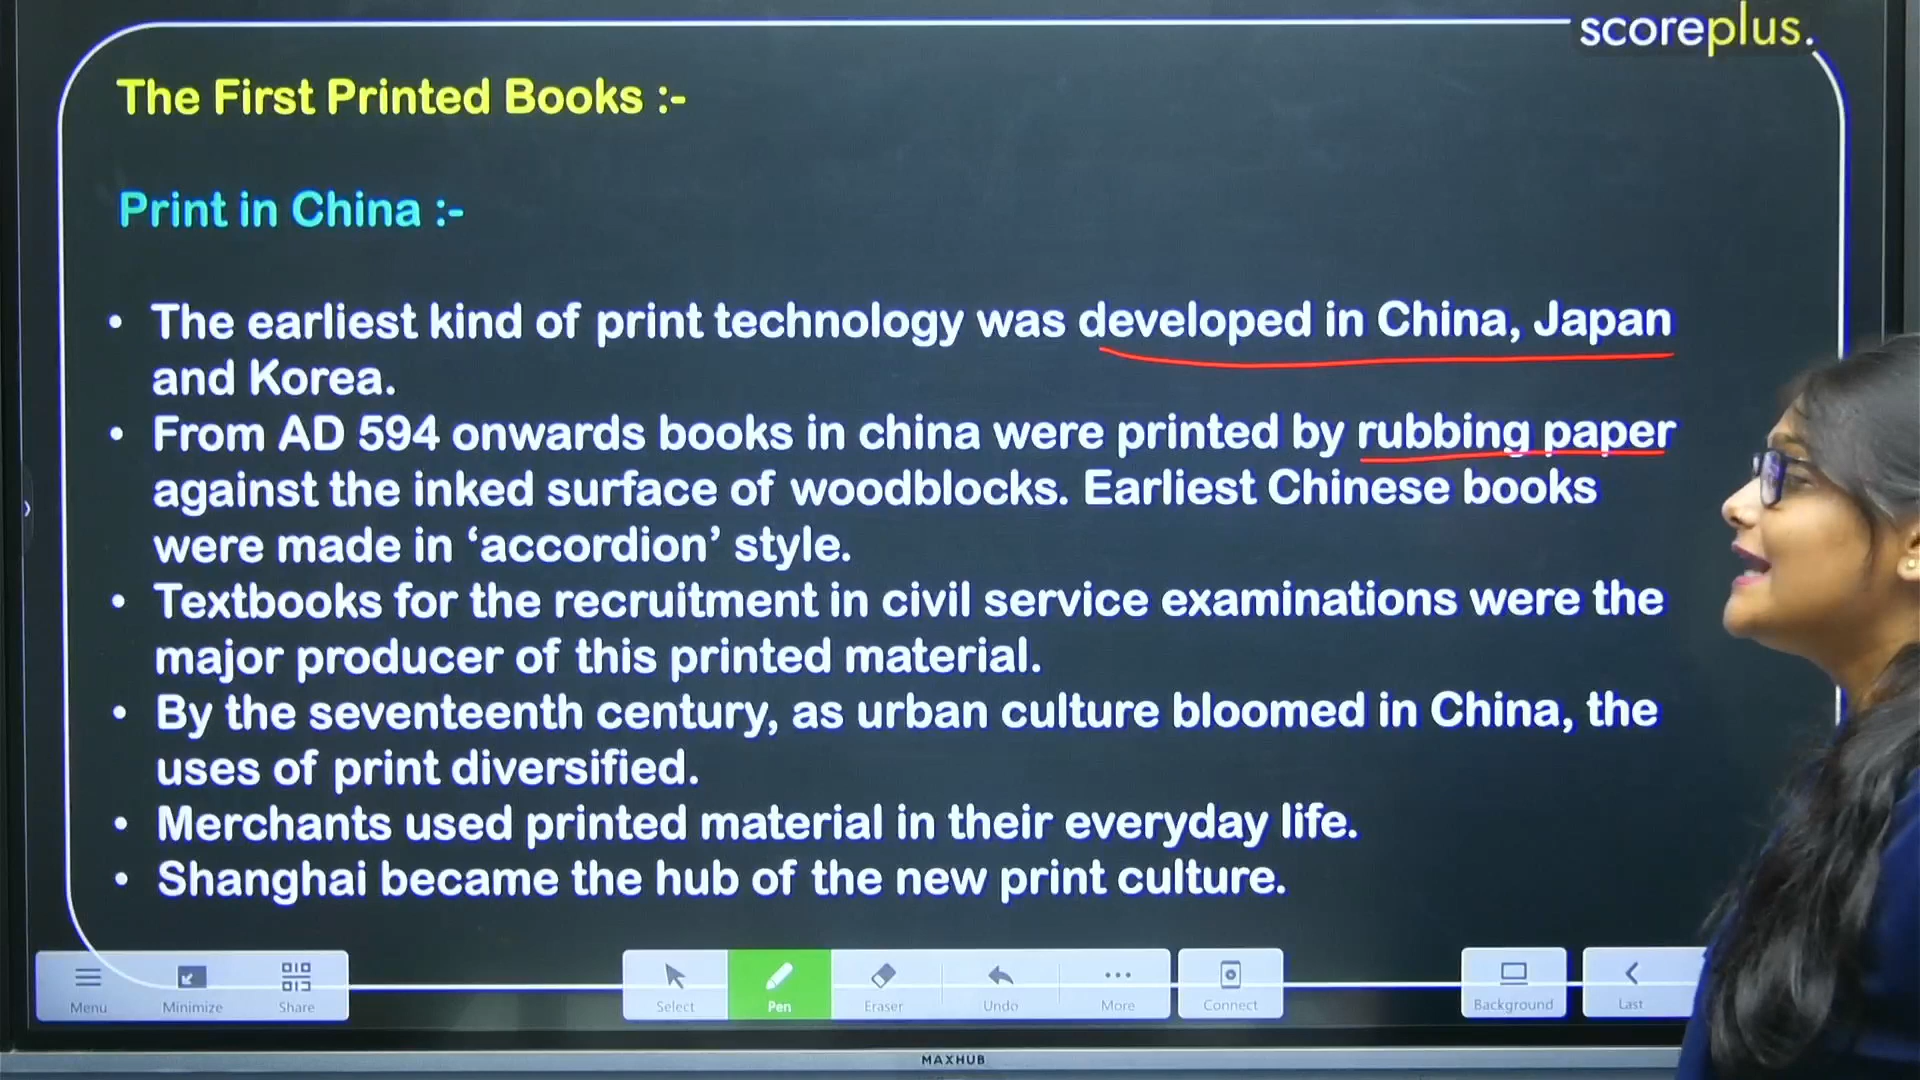 scoreplus.
The First Printed Books :-
Print in China :-
• The earliest kind of print technology was developed in China, Japan
and Korea.
• From AD 594 onwards books in china were printed by rubbing paper
against the inked surface of woodblocks. Earliest Chinese books
were made in ‘accordion’ style.
• Textbooks for the recruitment in civil service examinations were the
major producer of this printed material.
• By the seventeenth century, as urban culture bloomed in China, the
uses of print diversified.
• Merchants used printed material in their everyday life.
• Shanghai became the hub of the new print culture.
Menu Minimize Share Select Pen Eraser Undo More Connect Background Last
MAXHUB